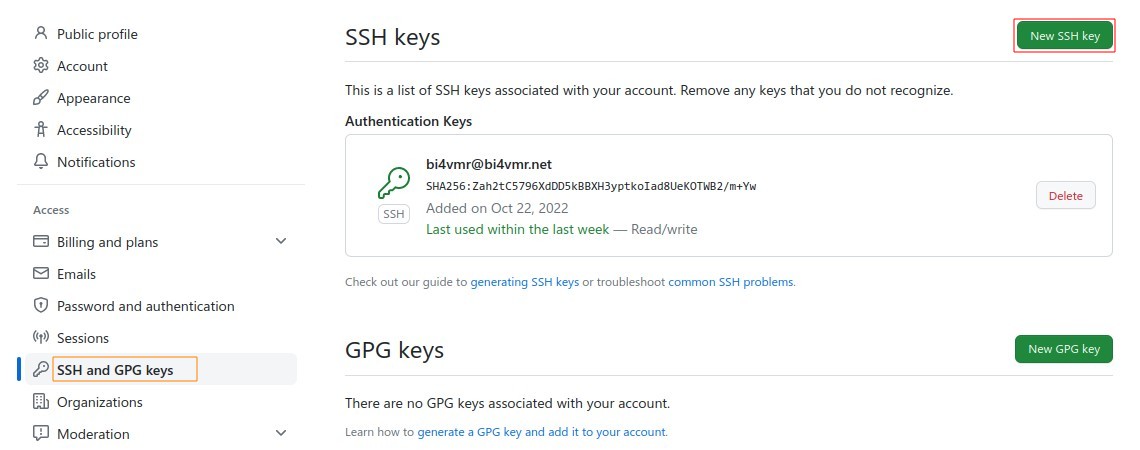 Public profile
Account
Appearance
Accessibility
Notifications
Access
Billing and plans
Emails
Password and authentication
Sessions
SSH and GPG keys
Organizations
Moderation
SSH keys
New SSH key
This is a list of SSH keys associated with your account. Remove any keys that you do not recognize.
Authentication Keys
bi4vmr@bi4vmr.net
SHA256:Zah2tC5796XdDD5kBBXH3yptkoIad8UeKOTWB2/m+Yw
SSH
Added on Oct 22, 2022
Last used within the last week — Read/write
Delete
Check out our guide to generating SSH keys or troubleshoot common SSH problems.
GPG keys
New GPG key
There are no GPG keys associated with your account.
Learn how to generate a GPG key and add it to your account.